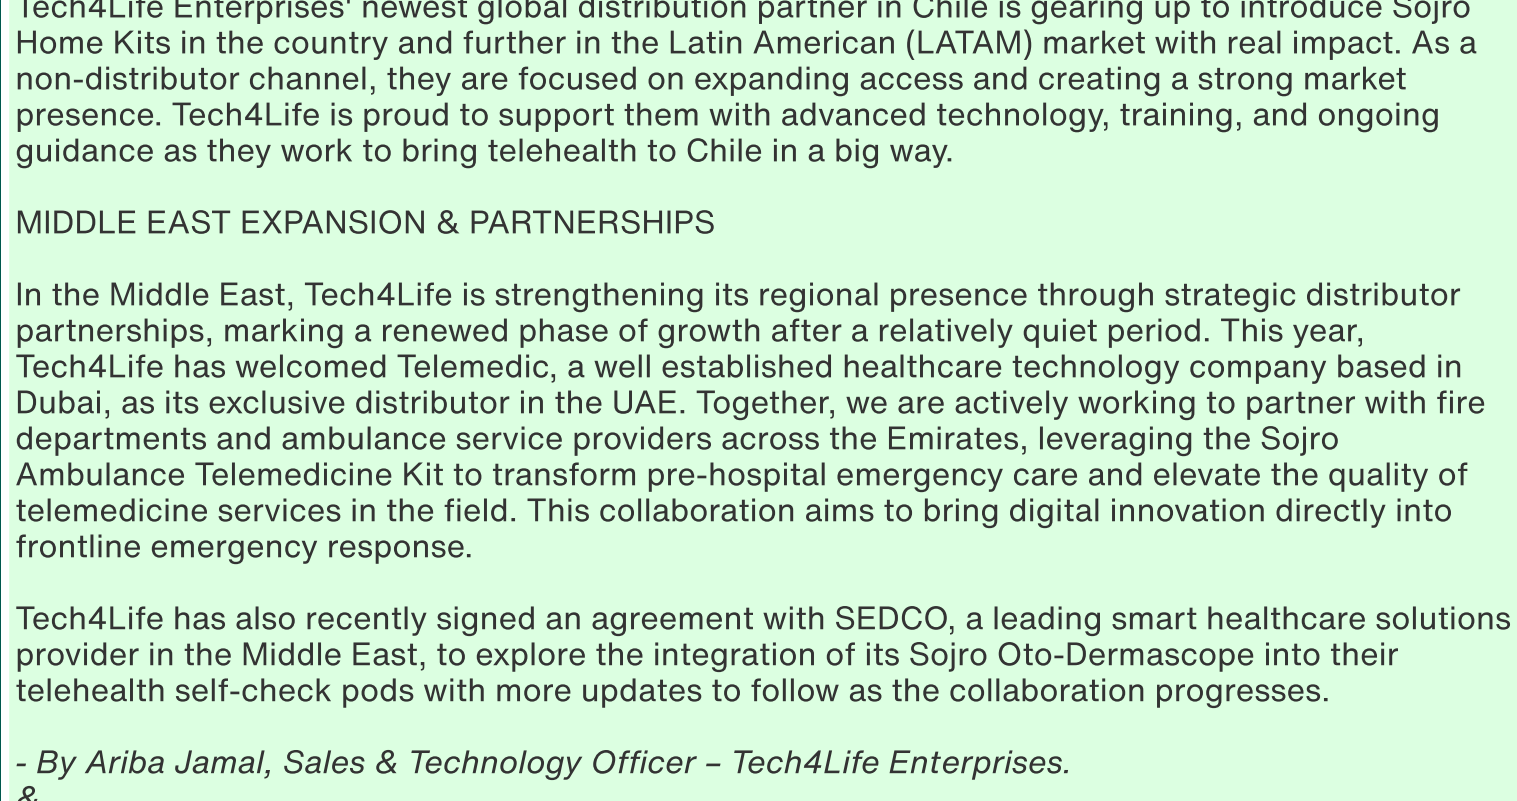 Tech4Life Enterprises' newest global distribution partner in Chile is gearing up to introduce Sojro
Home Kits in the country and further in the Latin American (LATAM) market with real impact. As a
non-distributor channel, they are focused on expanding access and creating a strong market
presence. Tech4Life is proud to support them with advanced technology, training, and ongoing
guidance as they work to bring telehealth to Chile in a big way.
MIDDLE EAST EXPANSION & PARTNERSHIPS
In the Middle East, Tech4Life is strengthening its regional presence through strategic distributor
partnerships, marking a renewed phase of growth after a relatively quiet period. This year,
Tech4Life has welcomed Telemedic, a well established healthcare technology company based in
Dubai, as its exclusive distributor in the UAE. Together, we are actively working to partner with fire
departments and ambulance service providers across the Emirates, leveraging the Sojro
Ambulance Telemedicine Kit to transform pre-hospital emergency care and elevate the quality of
telemedicine services in the field. This collaboration aims to bring digital innovation directly into
frontline emergency response.
Tech4Life has also recently signed an agreement with SEDCO, a leading smart healthcare solutions
provider in the Middle East, to explore the integration of its Sojro Oto-Dermascope into their
telehealth self-check pods with more updates to follow as the collaboration progresses.
- By Ariba Jamal, Sales & Technology Officer – Tech4Life Enterprises.
&